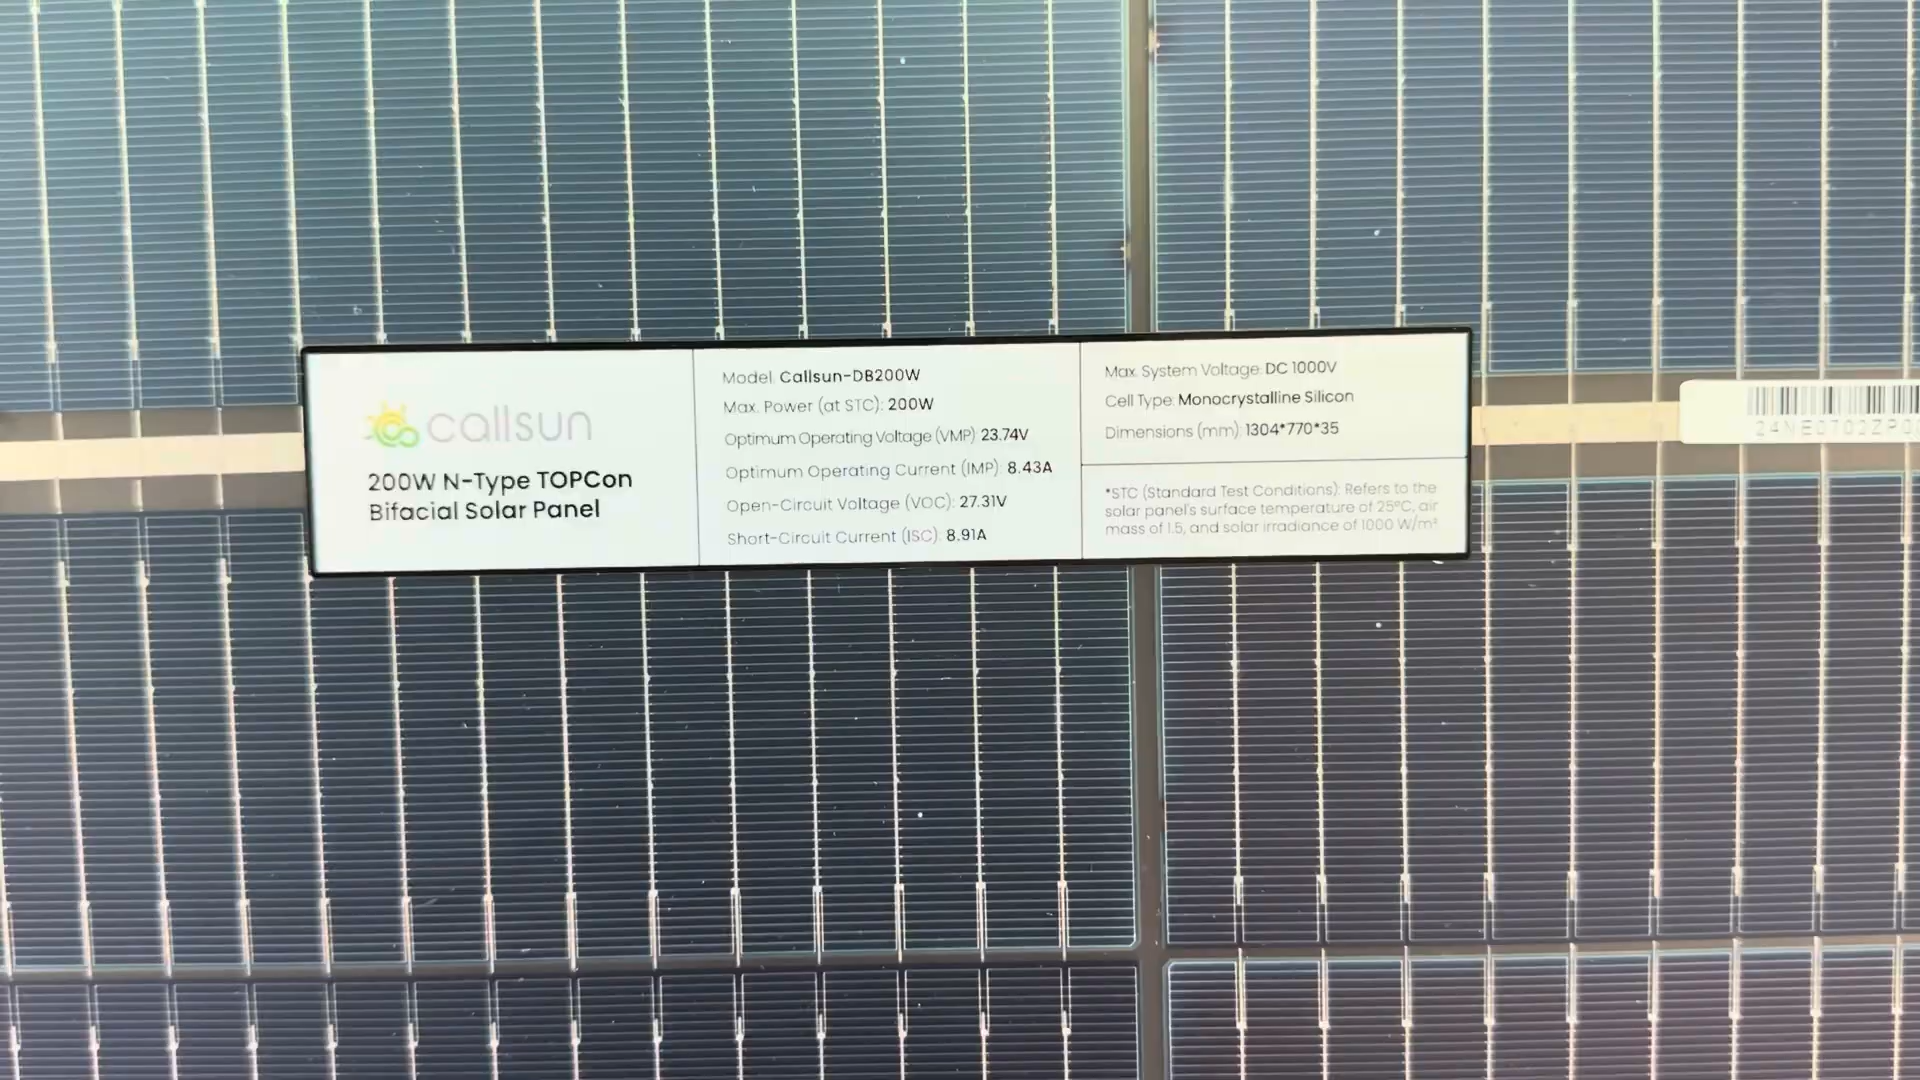 callsun
200W N-Type TOPCon
Bifacial Solar Panel
Model: Callsun-DB200W
Max. Power (at STC): 200W
Optimum Operating Voltage (VMP) 23.74V
Optimum Operating Current (IMP): 8.43A
Open-Circuit Voltage (VOC): 27.31V
Short-Circuit Current (ISC): 8.91A
Max. System Voltage: DC 1000V
Cell Type: Monocrystalline Silicon
Dimensions (mm): 1304*770*35
*STC (Standard Test Conditions): Refers to the
solar panel's surface temperature of 25°C, air
mass of 1.5, and solar irradiance of 1000 W/m²